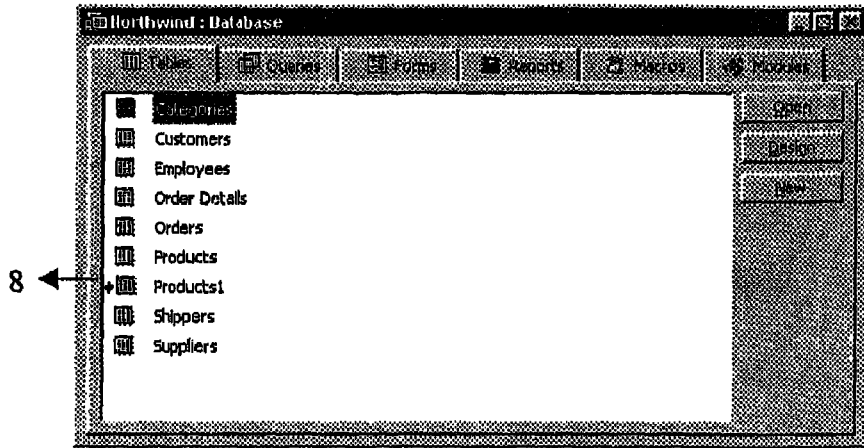 Northwind : Database
Tables Queries Forms Reports Macros Modules
Categories
Open
Customers
Design
Employees
New
Order Details
Orders
Products
8
Products1
Shippers
Suppliers